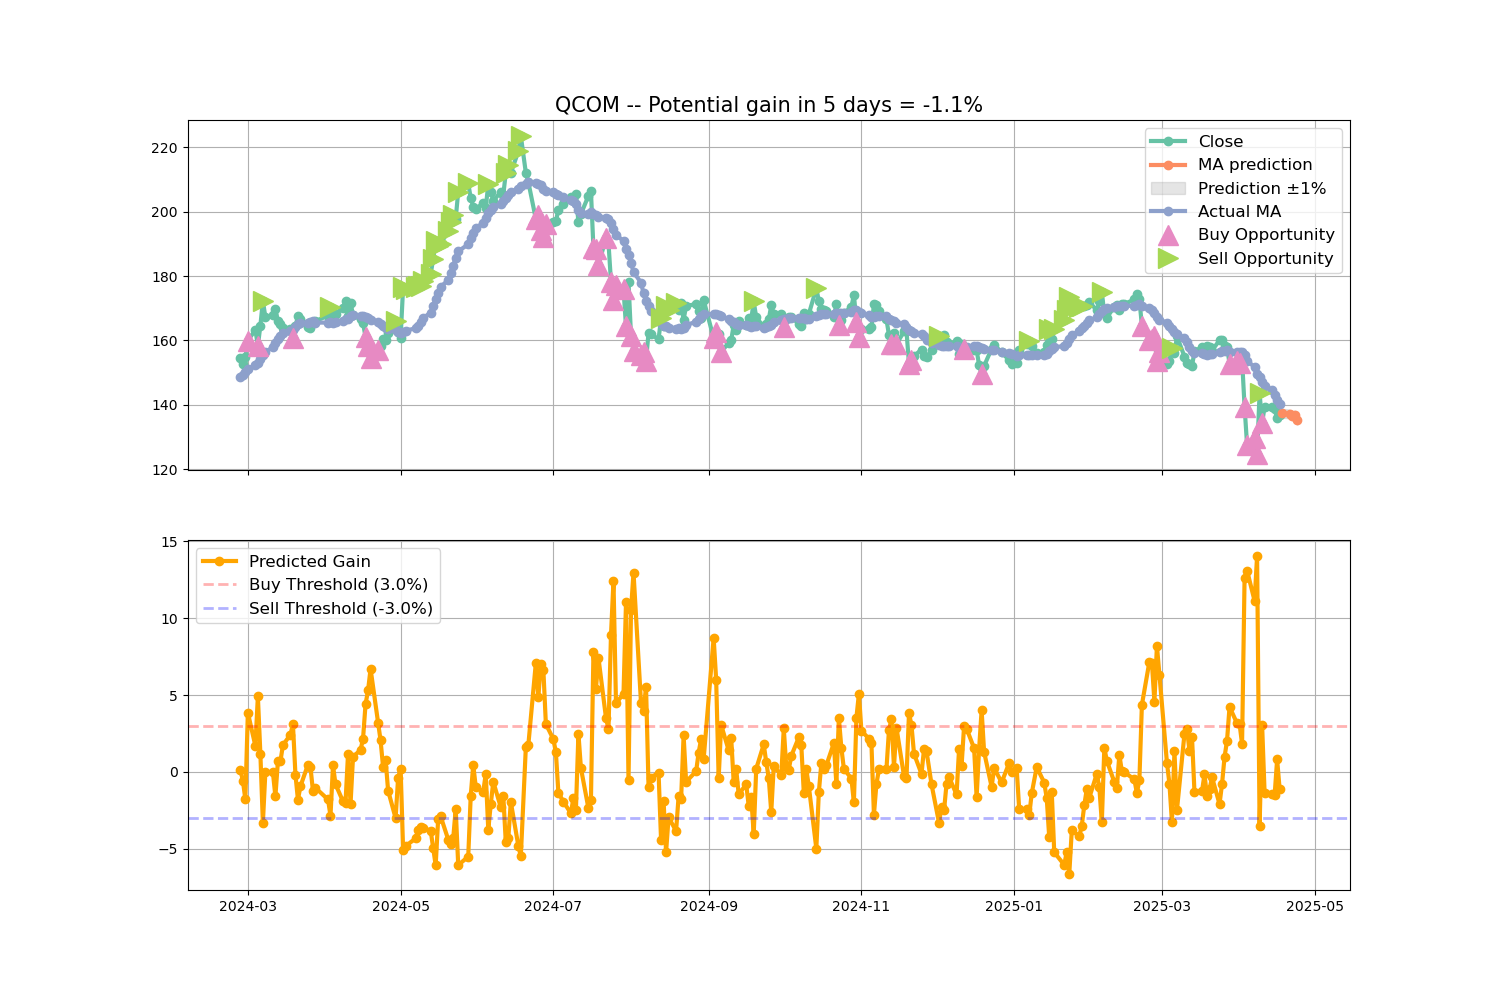 QCOM -- Potential gain in 5 days = -1.1%
220
200
180
160
140
120
Close
MA prediction
Prediction ±1%
Actual MA
Buy Opportunity
Sell Opportunity
15
10
5
0
−5
Predicted Gain
Buy Threshold (3.0%)
Sell Threshold (-3.0%)
2024-03 2024-05 2024-07 2024-09 2024-11 2025-01 2025-03 2025-05